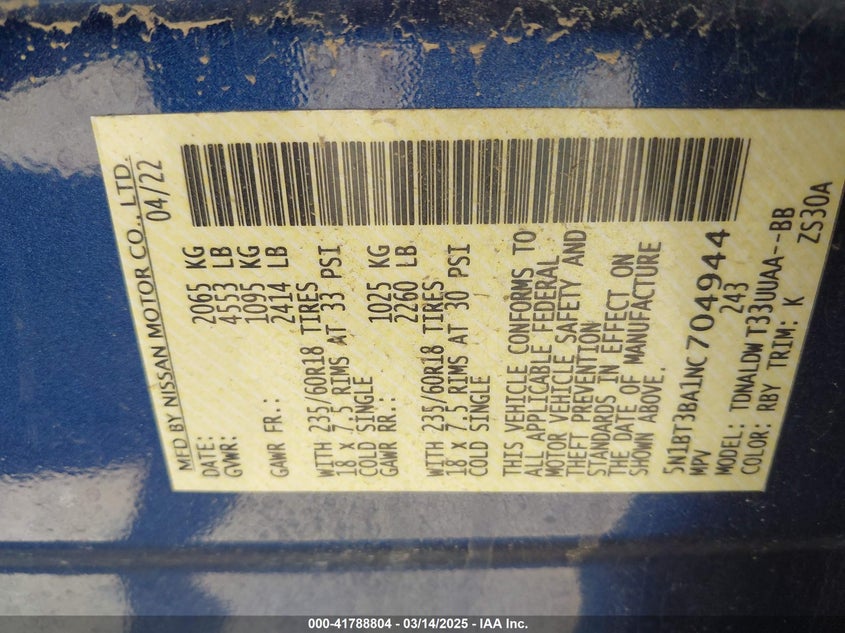 MFD BY NISSAN MOTOR CO., LTD.
DATE: 04/22
GVWR: 2065 KG
4553 LB
GAWR FR.: 1095 KG
2414 LB
WITH 235/60R18 TIRES
18 X 7.5 RIMS AT 33 PSI
COLD SINGLE
GAWR RR.: 1025 KG
2260 LB
WITH 235/60R18 TIRES
18 X 7.5 RIMS AT 30 PSI
COLD SINGLE
THIS VEHICLE CONFORMS TO
ALL APPLICABLE FEDERAL
MOTOR VEHICLE SAFETY AND
THEFT PREVENTION
STANDARDS IN EFFECT ON
THE DATE OF MANUFACTURE
SHOWN ABOVE.
5N1BT3BA1NC704944
MPV 243
MODEL: TDNALDW T33UUAA--BB
COLOR: RBY TRIM: K ZS30A
000-41788804 - 03/14/2025 - IAA Inc.